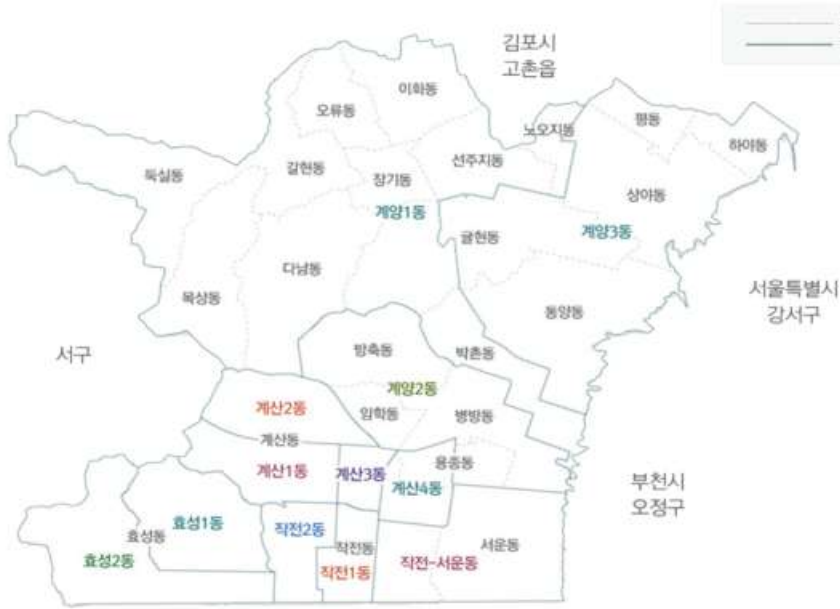 김포시
고촌읍
이화동
오류동
노오지동
평동
하야동
둑실동
갈현동
장기동
선주지동
상야동
계양1동
귤현동
계양3동
다남동
목상동
동양동
서울특별시
강서구
서구
방축동
박촌동
계양2동
계산2동
임학동
병방동
계산동
계산1동
계산3동
용종동
계산4동
부천시
오정구
효성1동
효성동
효성2동
작전2동
작전동
작전1동
작전-서운동
서운동